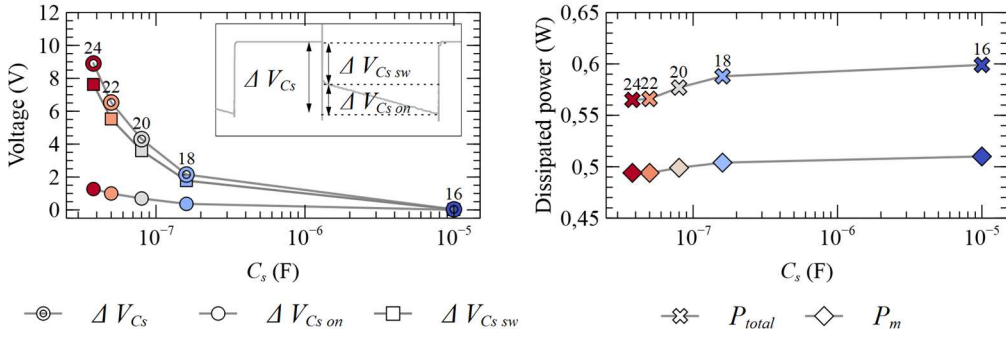 12
10
8
6
4
2
0
Voltage (V)
24
22
20
18
16
Δ V_Cs
Δ V_Cs sw
Δ V_Cs on
10^-7
10^-6
10^-5
C_s (F)
Δ V_Cs
Δ V_Cs on
Δ V_Cs sw
0,65
0,6
0,55
0,5
0,45
Dissipated power (W)
24
22
20
18
16
10^-7
10^-6
10^-5
C_s (F)
P_total
P_m